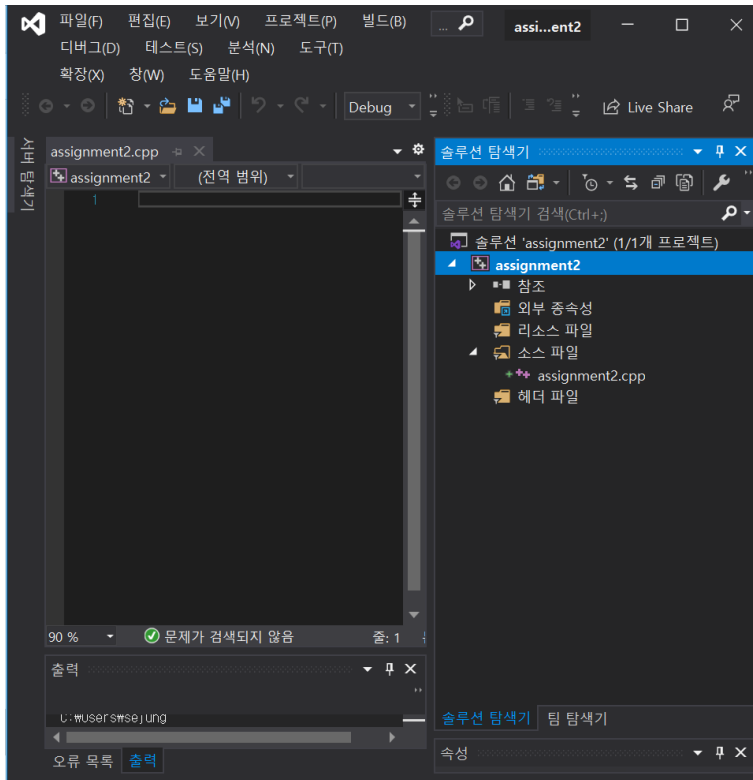 파일(F) 편집(E) 보기(V) 프로젝트(P) 빌드(B)
... assi...ent2
디버그(D) 테스트(S) 분석(N) 도구(T)
확장(X) 창(W) 도움말(H)
Debug
Live Share
서버 탐색기
assignment2.cpp
assignment2 (전역 범위)
1
90 % 문제가 검색되지 않음 줄: 1
출력
C:₩Users₩sejung
오류 목록 출력
솔루션 탐색기
솔루션 탐색기 검색(Ctrl+;)
솔루션 'assignment2' (1/1개 프로젝트)
assignment2
참조
외부 종속성
리소스 파일
소스 파일
assignment2.cpp
헤더 파일
솔루션 탐색기 팀 탐색기
속성